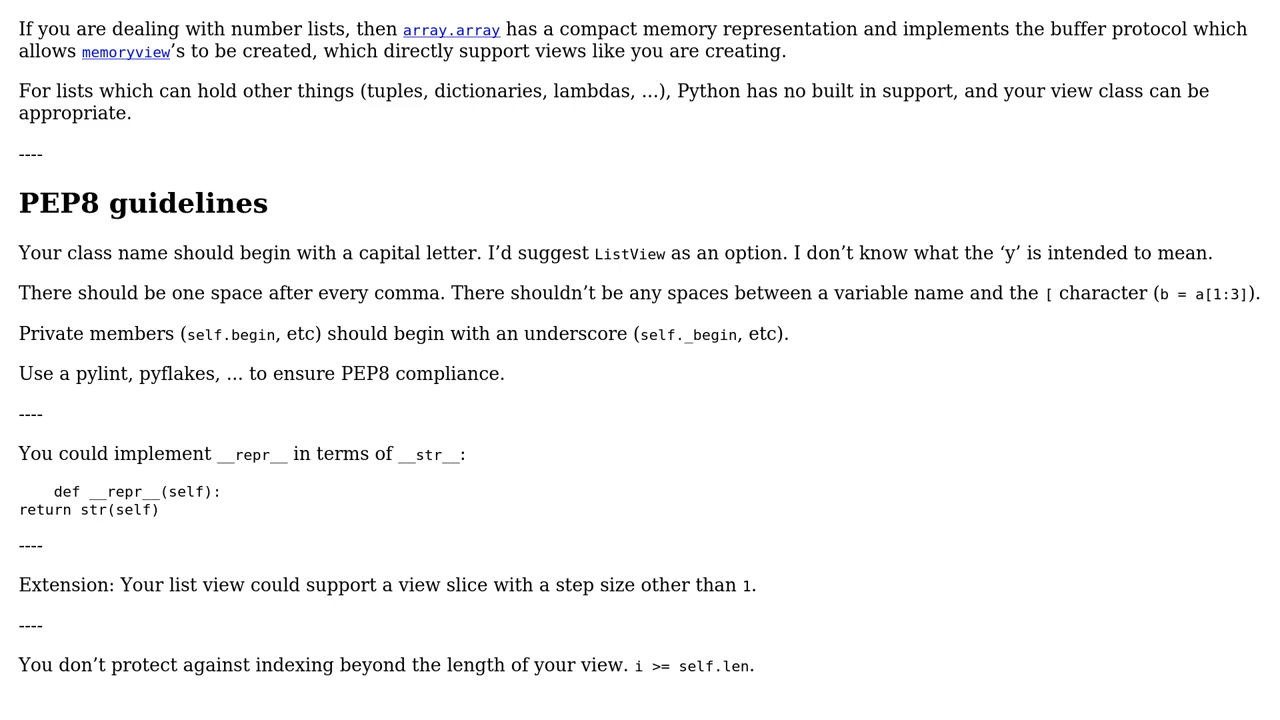 If you are dealing with number lists, then array.array has a compact memory representation and implements the buffer protocol which
allows memoryview’s to be created, which directly support views like you are creating.
For lists which can hold other things (tuples, dictionaries, lambdas, ...), Python has no built in support, and your view class can be
appropriate.
----
PEP8 guidelines
Your class name should begin with a capital letter. I’d suggest ListView as an option. I don’t know what the ‘y’ is intended to mean.
There should be one space after every comma. There shouldn’t be any spaces between a variable name and the [ character (b = a[1:3]).
Private members (self.begin, etc) should begin with an underscore (self._begin, etc).
Use a pylint, pyflakes, ... to ensure PEP8 compliance.
----
You could implement __repr__ in terms of __str__:
    def __repr__(self):
return str(self)
----
Extension: Your list view could support a view slice with a step size other than 1.
----
You don’t protect against indexing beyond the length of your view. i >= self.len.